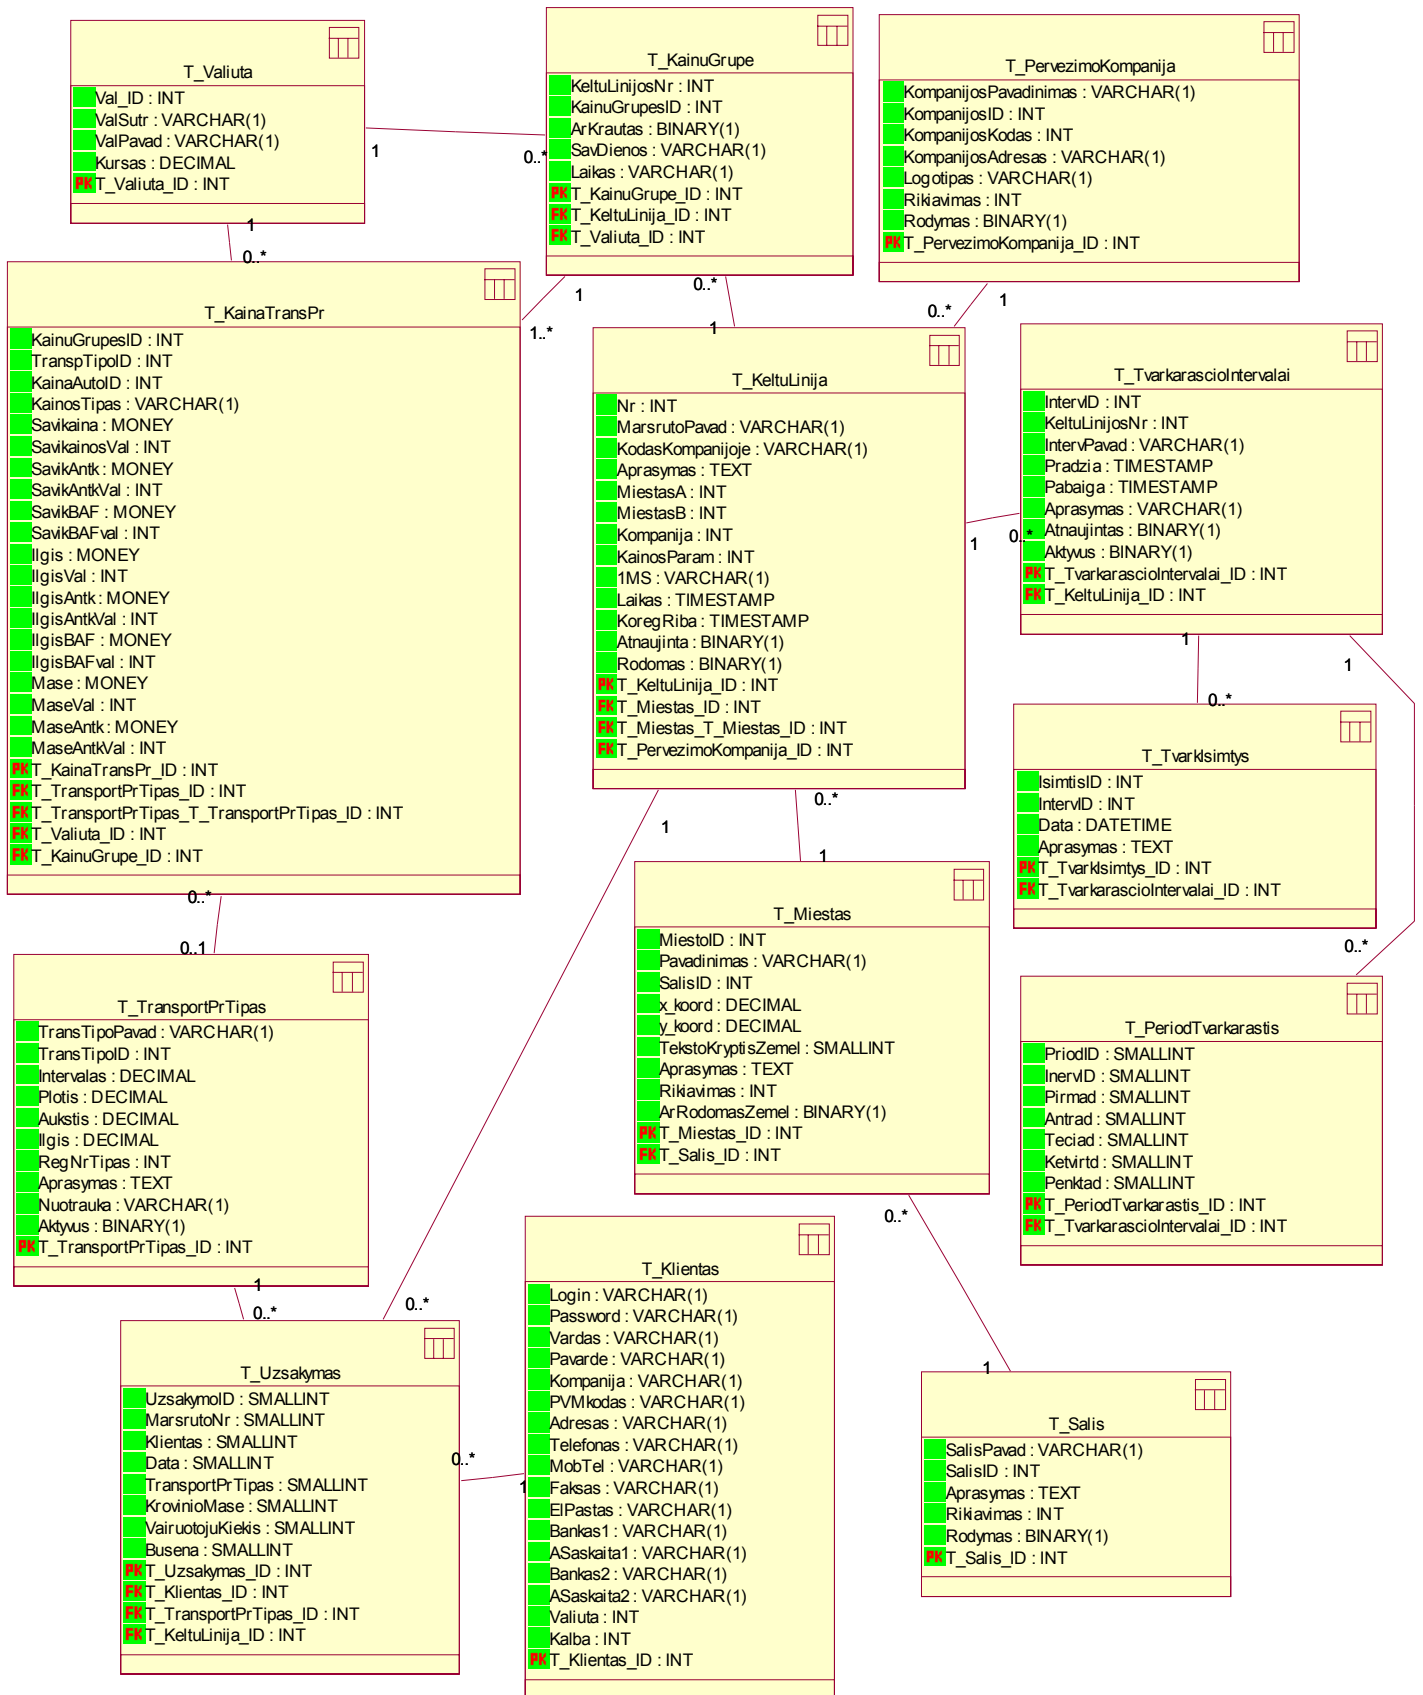 T_Valiuta
Val_ID : INT
ValSutr : VARCHAR(1)
ValPavad : VARCHAR(1)
Kursas : DECIMAL
PK T_Valiuta_ID : INT
1
0..*
1
0..*
T_KainuGrupe
KeltuLinijosNr : INT
KainuGrupesID : INT
ArKrautas : BINARY(1)
SavDienos : VARCHAR(1)
Laikas : VARCHAR(1)
PK T_KainuGrupe_ID : INT
FK T_KeltuLinija_ID : INT
FK T_Valiuta_ID : INT
1
1..*
0..*
1
T_PervezimoKompanija
KompanijosPavadinimas : VARCHAR(1)
KompanijosID : INT
KompanijosKodas : INT
KompanijosAdresas : VARCHAR(1)
Logotipas : VARCHAR(1)
Rikiavimas : INT
Rodymas : BINARY(1)
PK T_PervezimoKompanija_ID : INT
1
0..*
T_KainaTransPr
KainuGrupesID : INT
TranspTipoID : INT
KainaAutoID : INT
KainosTipas : VARCHAR(1)
Savikaina : MONEY
SavikainosVal : INT
SavikAntk : MONEY
SavikAntkVal : INT
SavikBAF : MONEY
SavikBAFval : INT
Ilgis : MONEY
IlgisVal : INT
IlgisAntk : MONEY
IlgisAntkVal : INT
IlgisBAF : MONEY
IlgisBAFval : INT
Mase : MONEY
MaseVal : INT
MaseAntk : MONEY
MaseAntkVal : INT
PK T_KainaTransPr_ID : INT
FK T_TransportPrTipas_ID : INT
FK T_TransportPrTipas_T_TransportPrTipas_ID : INT
FK T_Valiuta_ID : INT
FK T_KainuGrupe_ID : INT
0..*
0..1
T_KeltuLinija
Nr : INT
MarsrutoPavad : VARCHAR(1)
KodasKompanijoje : VARCHAR(1)
Aprasymas : TEXT
MiestasA : INT
MiestasB : INT
Kompanija : INT
KainosParam : INT
1MS : VARCHAR(1)
Laikas : TIMESTAMP
KoregRiba : TIMESTAMP
Atnaujinta : BINARY(1)
Rodomas : BINARY(1)
PK T_KeltuLinija_ID : INT
FK T_Miestas_ID : INT
FK T_Miestas_T_Miestas_ID : INT
FK T_PervezimoKompanija_ID : INT
1
0..*
0..*
1
1
0..*
T_TvarkarascioIntervalai
IntervID : INT
KeltuLinijosNr : INT
IntervPavad : VARCHAR(1)
Pradzia : TIMESTAMP
Pabaiga : TIMESTAMP
Aprasymas : VARCHAR(1)
Atnaujintas : BINARY(1)
Aktyvus : BINARY(1)
PK T_TvarkarascioIntervalai_ID : INT
FK T_KeltuLinija_ID : INT
1
0..*
1
0..*
T_TvarkIsimtys
IsimtisID : INT
IntervID : INT
Data : DATETIME
Aprasymas : TEXT
PK T_TvarkIsimtys_ID : INT
FK T_TvarkarascioIntervalai_ID : INT
T_Miestas
MiestoID : INT
Pavadinimas : VARCHAR(1)
SalisID : INT
x_koord : DECIMAL
y_koord : DECIMAL
TekstoKryptisZemel : SMALLINT
Aprasymas : TEXT
Rikiavimas : INT
ArRodomasZemel : BINARY(1)
PK T_Miestas_ID : INT
FK T_Salis_ID : INT
0..*
1
T_TransportPrTipas
TransTipoPavad : VARCHAR(1)
TransTipoID : INT
Intervalas : DECIMAL
Plotis : DECIMAL
Aukstis : DECIMAL
Ilgis : DECIMAL
RegNrTipas : INT
Aprasymas : TEXT
Nuotrauka : VARCHAR(1)
Aktyvus : BINARY(1)
PK T_TransportPrTipas_ID : INT
1
0..*
T_PeriodTvarkarastis
PriodID : SMALLINT
InervID : SMALLINT
Pirmad : SMALLINT
Antrad : SMALLINT
Teciad : SMALLINT
Ketvirtd : SMALLINT
Penktad : SMALLINT
PK T_PeriodTvarkarastis_ID : INT
FK T_TvarkarascioIntervalai_ID : INT
T_Uzsakymas
UzsakymoID : SMALLINT
MarsrutoNr : SMALLINT
Klientas : SMALLINT
Data : SMALLINT
TransportPrTipas : SMALLINT
KrovinioMase : SMALLINT
VairuotojuKiekis : SMALLINT
Busena : SMALLINT
PK T_Uzsakymas_ID : INT
FK T_Klientas_ID : INT
FK T_TransportPrTipas_ID : INT
FK T_KeltuLinija_ID : INT
0..*
1
T_Klientas
Login : VARCHAR(1)
Password : VARCHAR(1)
Vardas : VARCHAR(1)
Pavarde : VARCHAR(1)
Kompanija : VARCHAR(1)
PVMkodas : VARCHAR(1)
Adresas : VARCHAR(1)
Telefonas : VARCHAR(1)
MobTel : VARCHAR(1)
Faksas : VARCHAR(1)
ElPastas : VARCHAR(1)
Bankas1 : VARCHAR(1)
ASaskaita1 : VARCHAR(1)
Bankas2 : VARCHAR(1)
ASaskaita2 : VARCHAR(1)
Valiuta : INT
Kalba : INT
PK T_Klientas_ID : INT
T_Salis
SalisPavad : VARCHAR(1)
SalisID : INT
Aprasymas : TEXT
Rikiavimas : INT
Rodymas : BINARY(1)
PK T_Salis_ID : INT